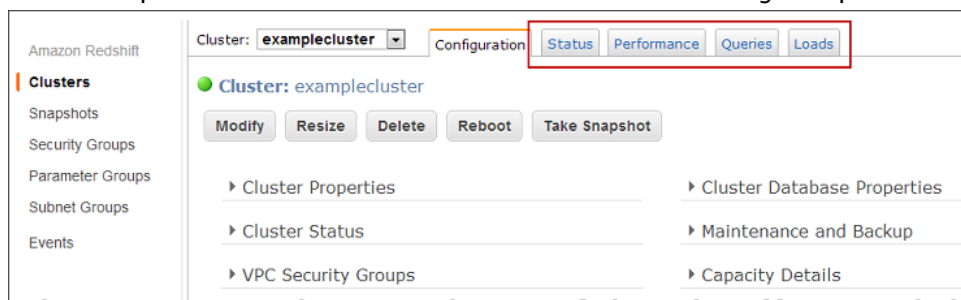 Amazon Redshift
Clusters
Snapshots
Security Groups
Parameter Groups
Subnet Groups
Events
Cluster: examplecluster
Configuration Status Performance Queries Loads
Cluster: examplecluster
Modify Resize Delete Reboot Take Snapshot
Cluster Properties
Cluster Database Properties
Cluster Status
Maintenance and Backup
VPC Security Groups
Capacity Details